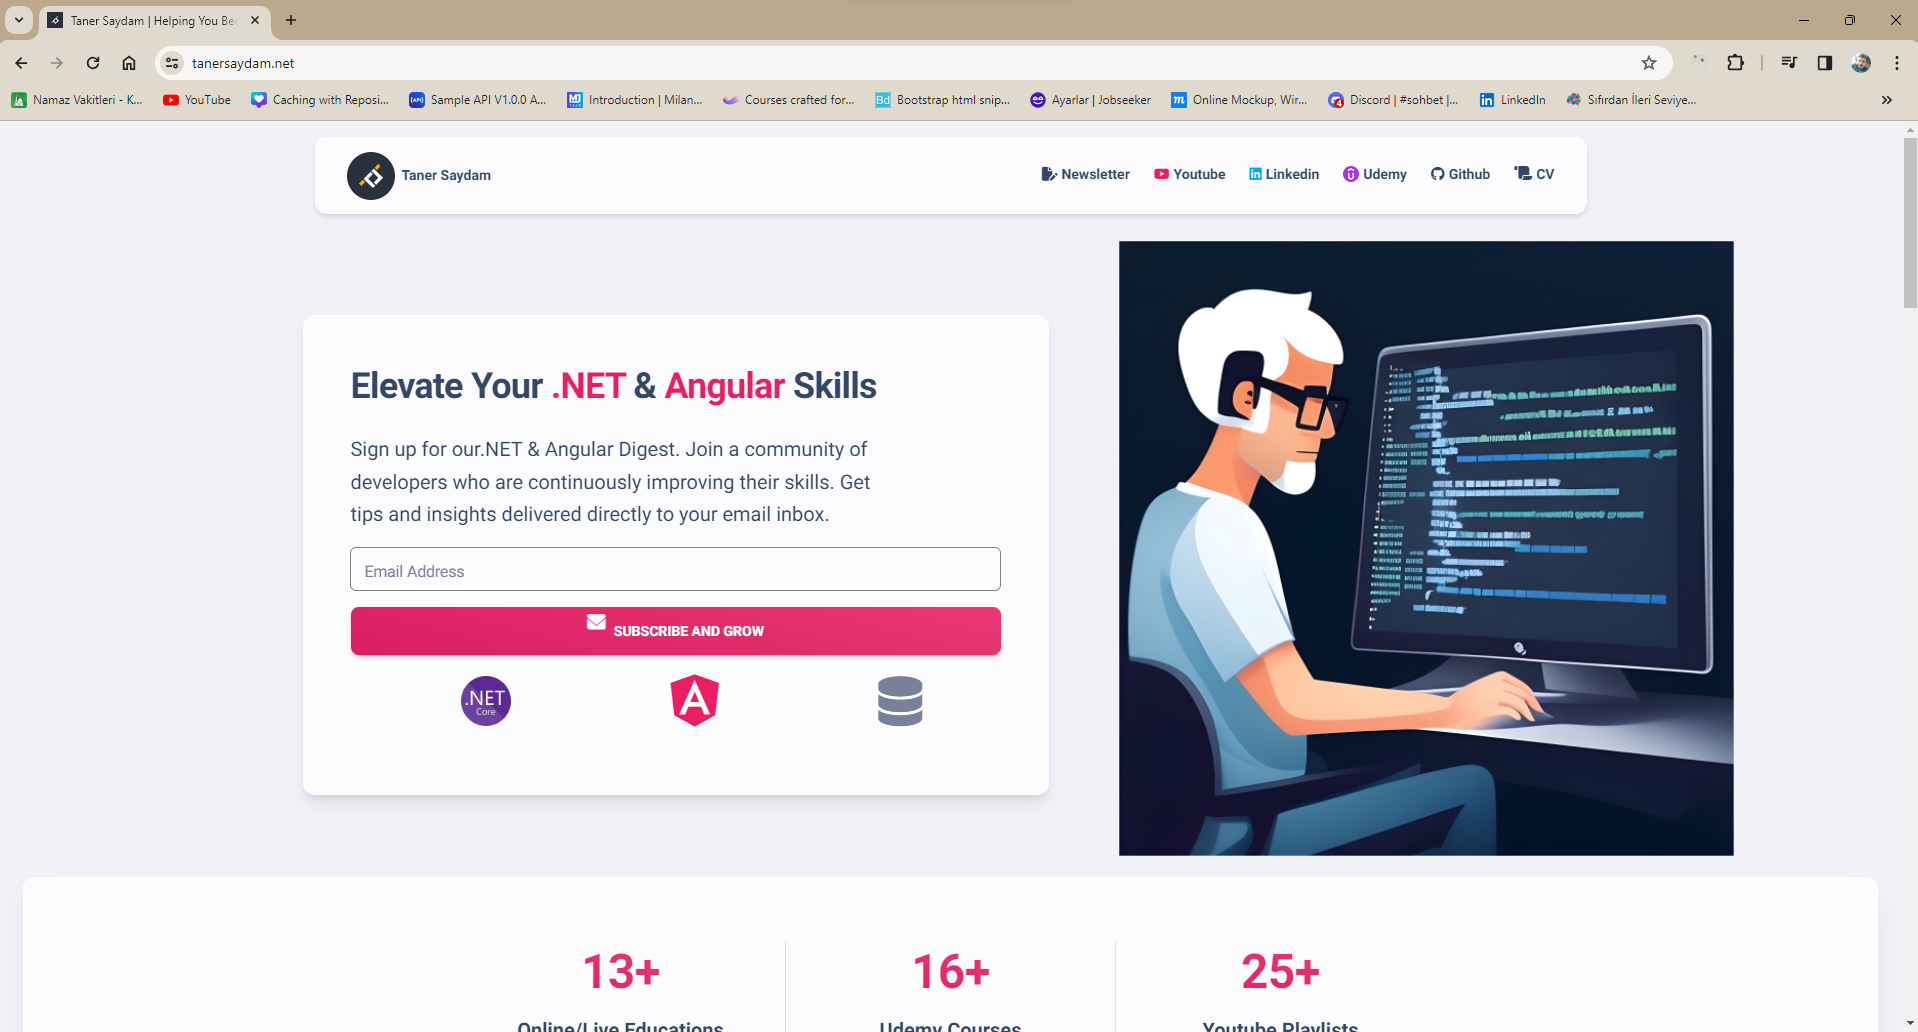 Taner Saydam | Helping You Be
tanersaydam.net
Namaz Vakitleri - K...
YouTube
Caching with Reposi...
Sample API V1.0.0 A...
Introduction | Milan...
Courses crafted for...
Bootstrap html snip...
Ayarlar | Jobseeker
Online Mockup, Wir...
Discord | #sohbet |...
LinkedIn
Sıfırdan İleri Seviye...
Taner Saydam
Newsletter
Youtube
Linkedin
Udemy
Github
CV
Elevate Your .NET & Angular Skills
Sign up for our.NET & Angular Digest. Join a community of
developers who are continuously improving their skills. Get
tips and insights delivered directly to your email inbox.
Email Address
SUBSCRIBE AND GROW
.NET
Core
13+
16+
25+
Online/Live Educations
Udemy Courses
Youtube Playlists